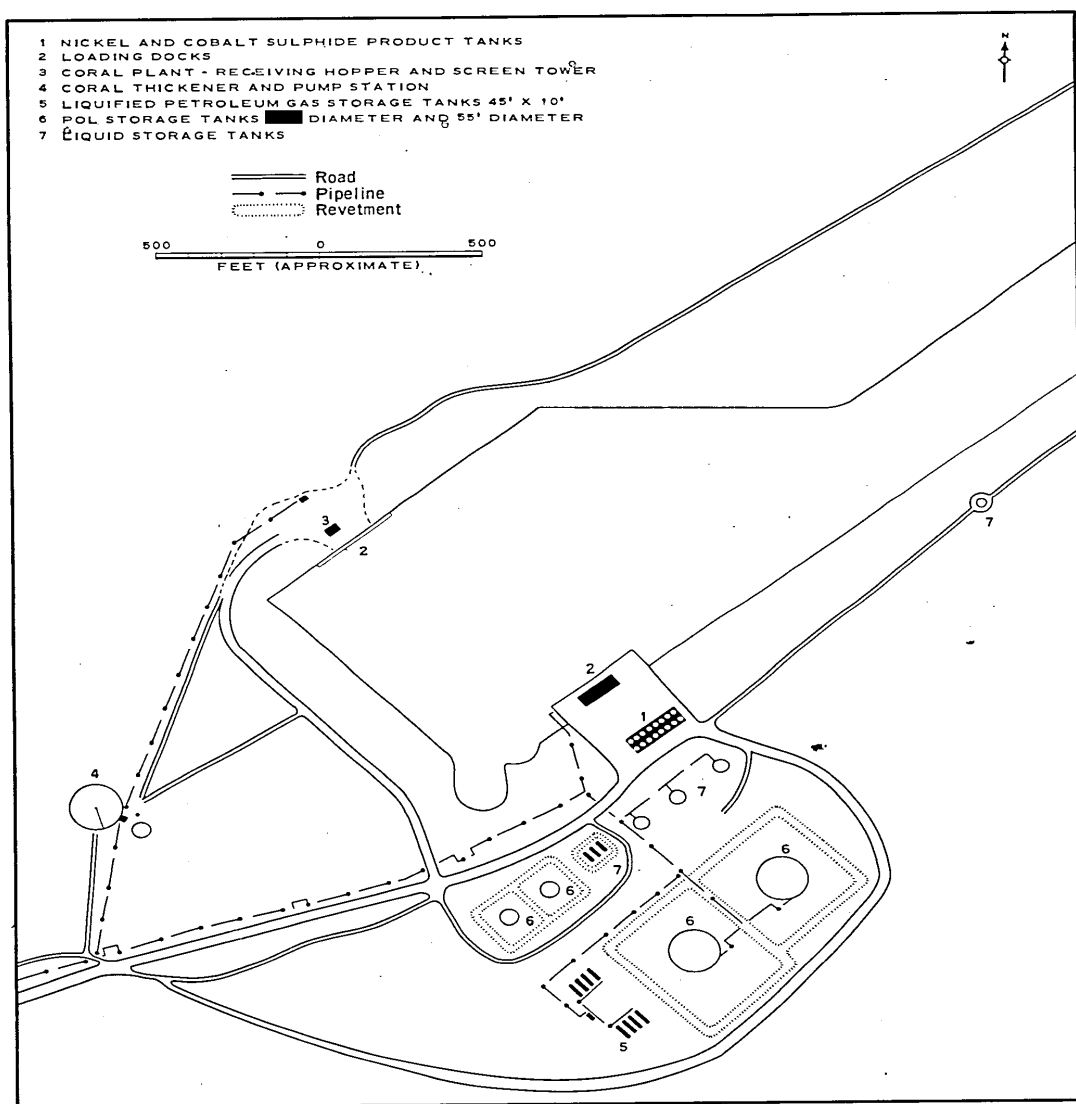 1 NICKEL AND COBALT SULPHIDE PRODUCT TANKS
2 LOADING DOCKS
3 CORAL PLANT - RECEIVING HOPPER AND SCREEN TOWER
4 CORAL THICKENER AND PUMP STATION
5 LIQUIFIED PETROLEUM GAS STORAGE TANKS 45' X 10'
6 POL STORAGE TANKS DIAMETER AND 55' DIAMETER
7 LIQUID STORAGE TANKS
N
Road
Pipeline
Revetment
500 0 500
FEET (APPROXIMATE)
3
2
7
2
1
4
7
6
7
6
6
6
5